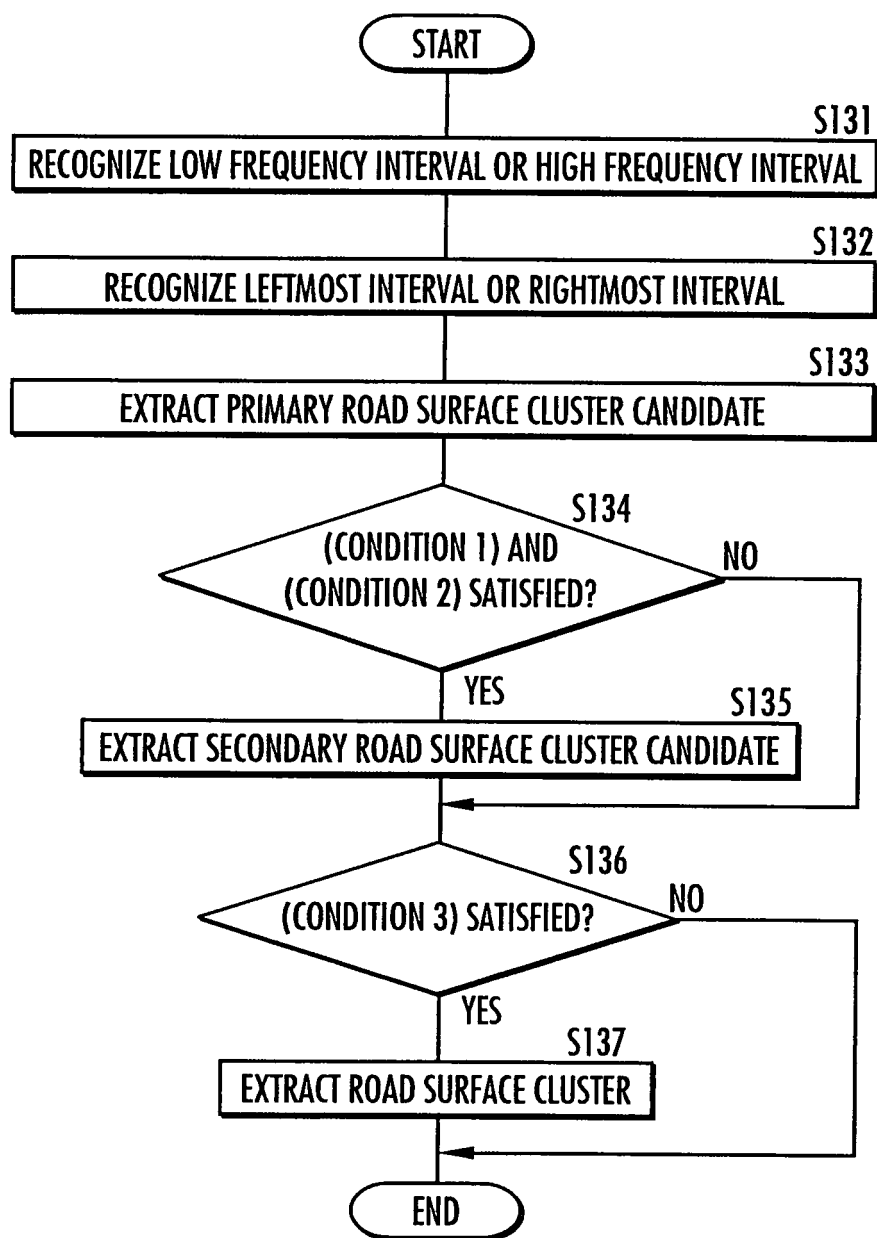 START
S131
RECOGNIZE LOW FREQUENCY INTERVAL OR HIGH FREQUENCY INTERVAL
S132
RECOGNIZE LEFTMOST INTERVAL OR RIGHTMOST INTERVAL
S133
EXTRACT PRIMARY ROAD SURFACE CLUSTER CANDIDATE
S134
(CONDITION 1) AND
(CONDITION 2) SATISFIED?
NO
YES
S135
EXTRACT SECONDARY ROAD SURFACE CLUSTER CANDIDATE
S136
(CONDITION 3) SATISFIED?
NO
YES
S137
EXTRACT ROAD SURFACE CLUSTER
END